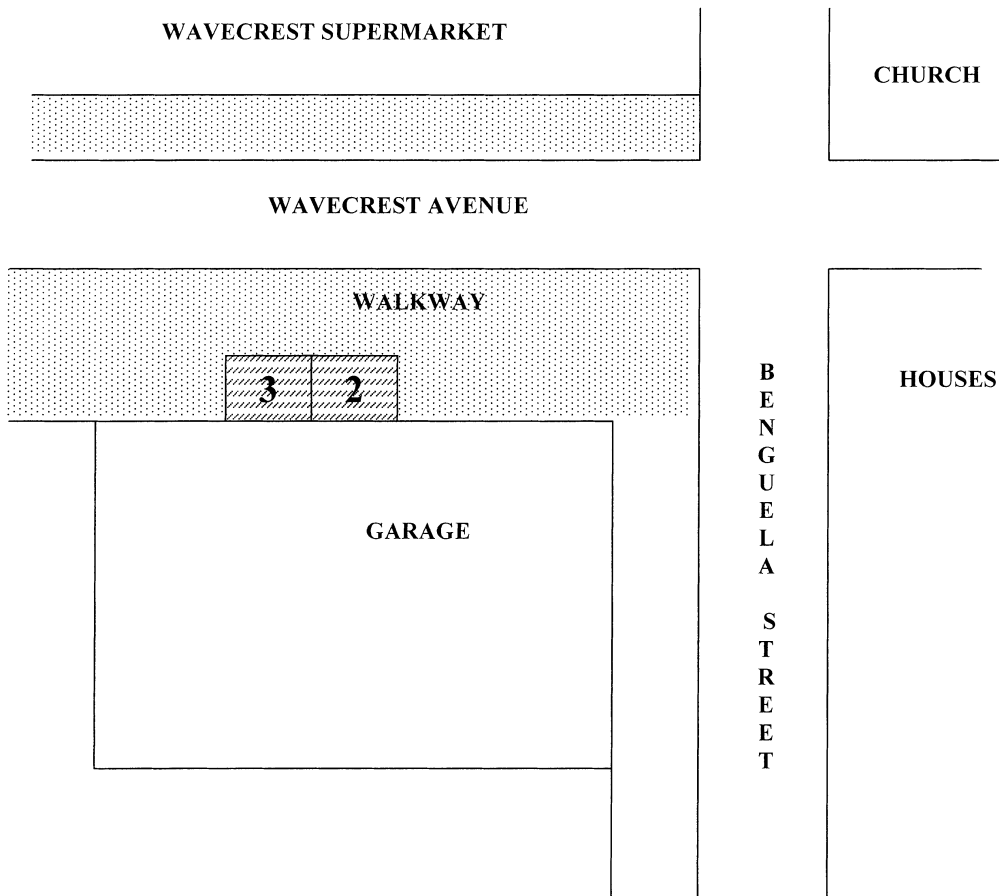 WAVECREST SUPERMARKET
CHURCH
WAVECREST AVENUE
WALKWAY
3 2
HOUSES
BENGUELA STREET
GARAGE